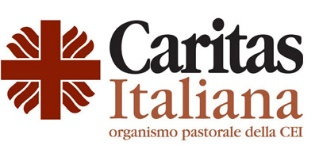 Caritas
Italiana
organismo pastorale della CEI